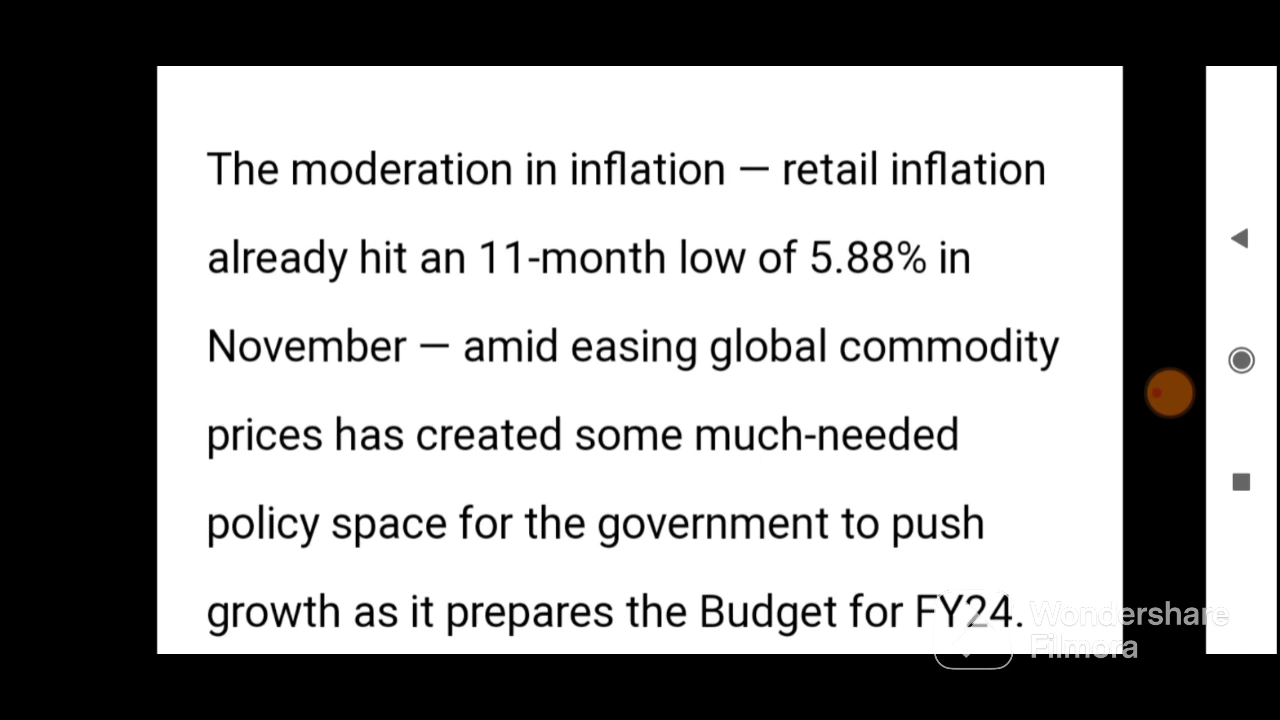 The moderation in inflation — retail inflation
already hit an 11-month low of 5.88% in
November — amid easing global commodity
prices has created some much-needed
policy space for the government to push
growth as it prepares the Budget for FY24.
Wondershare
Filmora